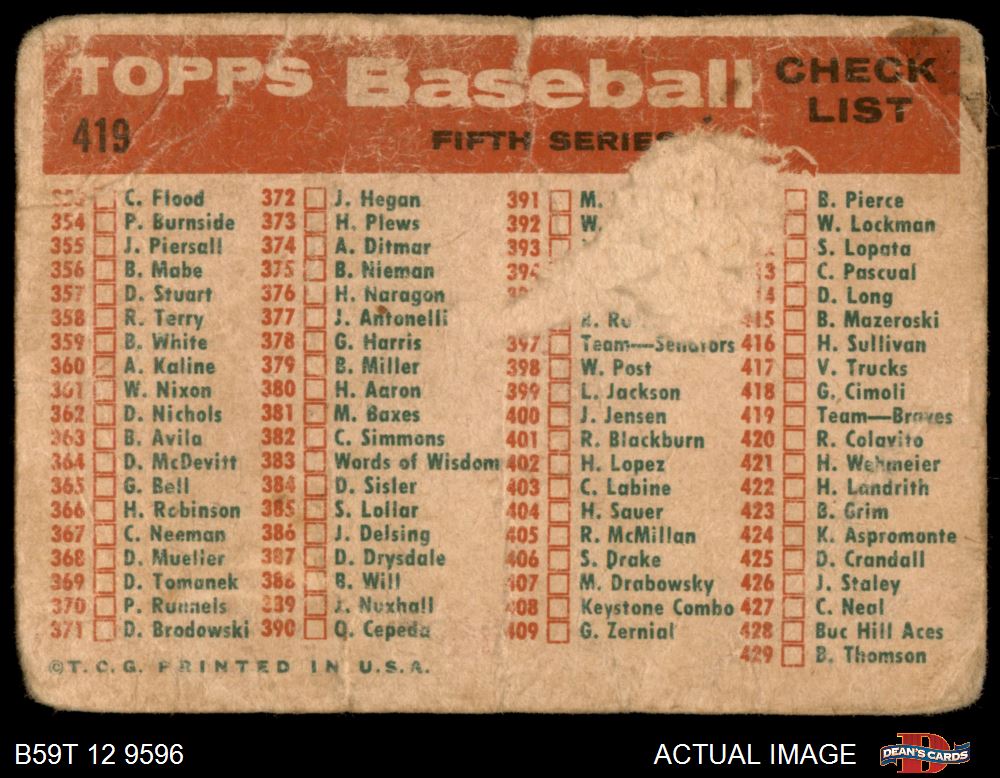 TOPPS Baseball CHECK LIST
419
FIFTH SERIES
C. Flood
354 P. Burnside
355 J. Piersall
356 B. Mabe
357 D. Stuart
358 R. Terry
359 B. White
360 A. Kaline
361 W. Nixon
362 D. Nichols
363 B. Avila
364 D. McDevitt
365 G. Bell
366 H. Robinson
367 C. Neeman
368 D. Mueller
369 D. Tomanek
370 P. Runnels
371 D. Brodowski
372 J. Hegan
373 H. Plews
374 A. Ditmar
375 B. Nieman
376 H. Naragon
377 J. Antonelli
378 G. Harris
379 B. Miller
380 H. Aaron
381 M. Baxes
382 C. Simmons
383 Words of Wisdom
384 D. Sisler
385 S. Lollar
386 J. Delsing
387 D. Drysdale
388 B. Will
389 J. Nuxhall
390 O. Cepeda
391 M.
392 W.
393
394
397 Team—Senators
398 W. Post
399 L. Jackson
400 J. Jensen
401 R. Blackburn
402 H. Lopez
403 C. Labine
404 H. Sauer
405 R. McMillan
406 S. Drake
407 M. Drabowsky
408 Keystone Combo
409 G. Zernial
B. Pierce
W. Lockman
S. Lopata
C. Pascual
D. Long
B. Mazeroski
416 H. Sullivan
417 V. Trucks
418 G. Cimoli
419 Team—Braves
420 R. Colavito
421 H. Wehmeier
422 H. Landrith
423 B. Grim
424 K. Aspromonte
425 D. Crandall
426 J. Staley
427 C. Neal
428 Buc Hill Aces
429 B. Thomson
©T.C.G. PRINTED IN U.S.A.
B59T 12 9596
ACTUAL IMAGE
DEAN'S CARDS